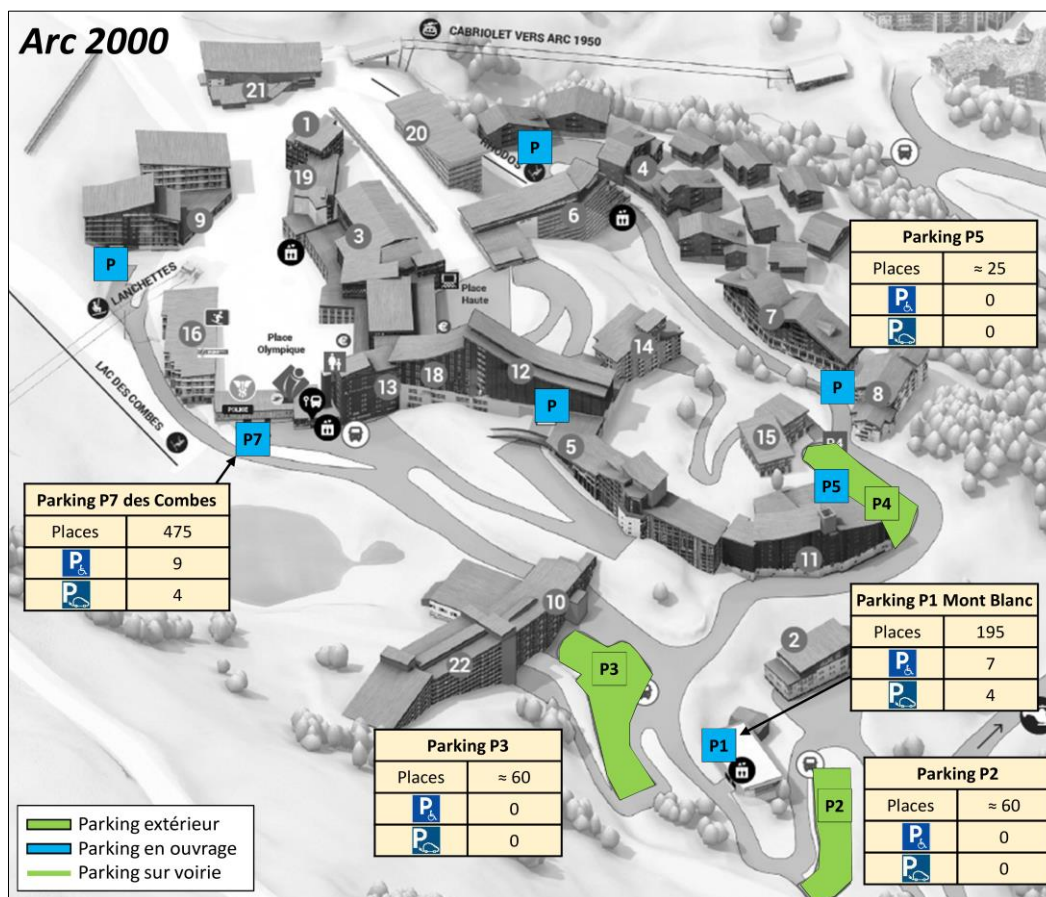 Arc 2000
CABRIOLET VERS ARC 1950
21
1
20
P
RHODOS
4
19
9
6
3
P
LANCHETTES
Place
Haute
Parking P5
Places ≈ 25
P 0
P 0
7
16
Place
Olympique
14
LAC DES COMBES
18
12
13
P
8
POLICE
P
P7
5
15
P4
P5
P4
Parking P7 des Combes
Places 475
P 9
P 4
11
10
Parking P1 Mont Blanc
Places 195
P 7
P 4
2
22
P3
P1
Parking P3
Places ≈ 60
P 0
P 0
Parking P2
Places ≈ 60
P 0
P 0
P2
Parking extérieur
Parking en ouvrage
Parking sur voirie